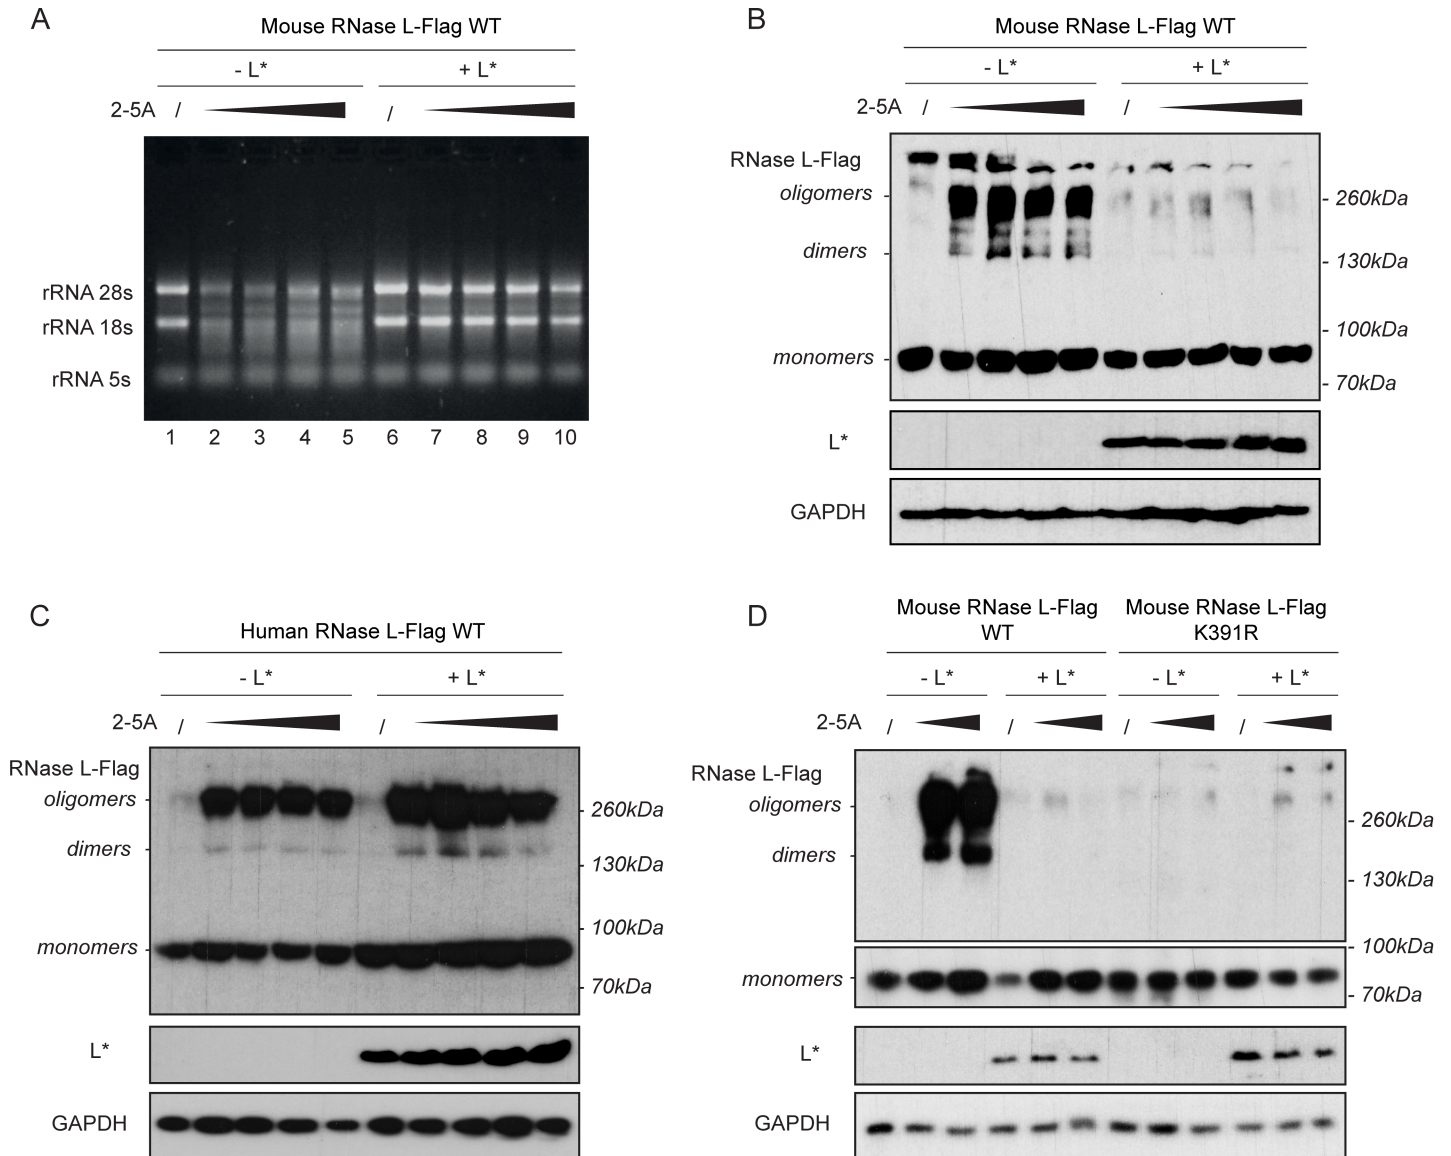 A
Mouse RNase L-Flag WT
- L*
+ L*
2-5A
/
/
rRNA 28s
rRNA 18s
rRNA 5s
1 2 3 4 5 6 7 8 9 10
B
Mouse RNase L-Flag WT
- L*
+ L*
2-5A
/
/
RNase L-Flag
oligomers
dimers
monomers
- 260kDa
- 130kDa
- 100kDa
- 70kDa
L*
GAPDH
C
Human RNase L-Flag WT
- L*
+ L*
2-5A
/
/
RNase L-Flag
oligomers
dimers
monomers
- 260kDa
- 130kDa
- 100kDa
- 70kDa
L*
GAPDH
D
Mouse RNase L-Flag
WT
Mouse RNase L-Flag
K391R
- L*
+ L*
- L*
+ L*
2-5A
/
/
/
/
RNase L-Flag
oligomers
dimers
monomers
- 260kDa
- 130kDa
- 100kDa
- 70kDa
L*
GAPDH